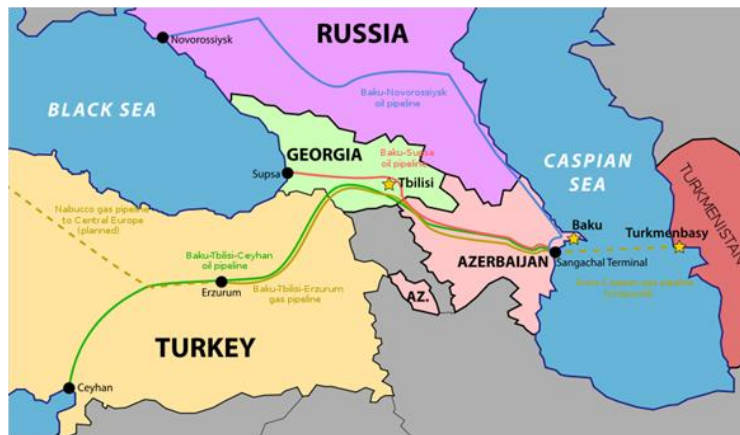 RUSSIA
Novorossiysk
Baku-Novorossiysk
oil pipeline
BLACK SEA
GEORGIA
Baku-Supsa
oil pipeline
Supsa
Tbilisi
CASPIAN
SEA
TURKMENISTAN
Nabucco gas pipeline
to Central Europe
(planned)
Baku
Turkmenbasy
Baku-Tbilisi-Ceyhan
oil pipeline
AZERBAIJAN
Sangachal Terminal
Erzurum
Baku-Tbilisi-Erzurum
gas pipeline
AZ.
TURKEY
Ceyhan